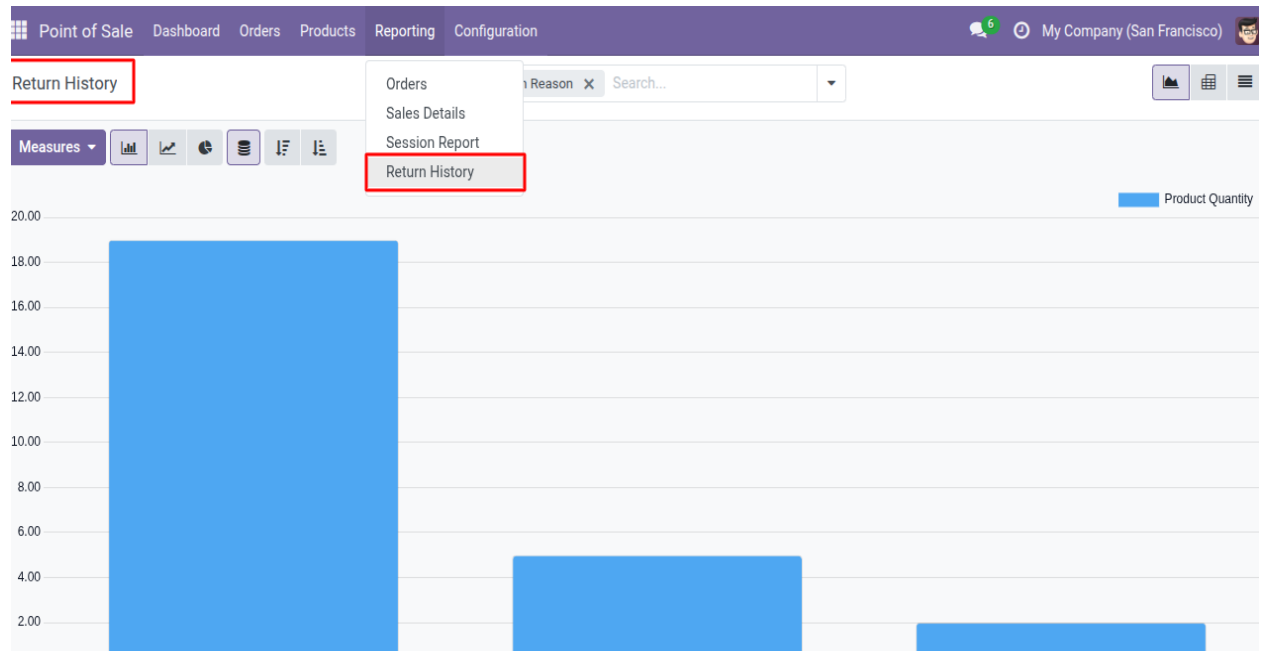 Point of Sale Dashboard Orders Products Reporting Configuration 6 My Company (San Francisco)
Return History
Orders
Sales Details
Session Report
Return History
Reason × Search...
Measures
Product Quantity
20.00
18.00
16.00
14.00
12.00
10.00
8.00
6.00
4.00
2.00